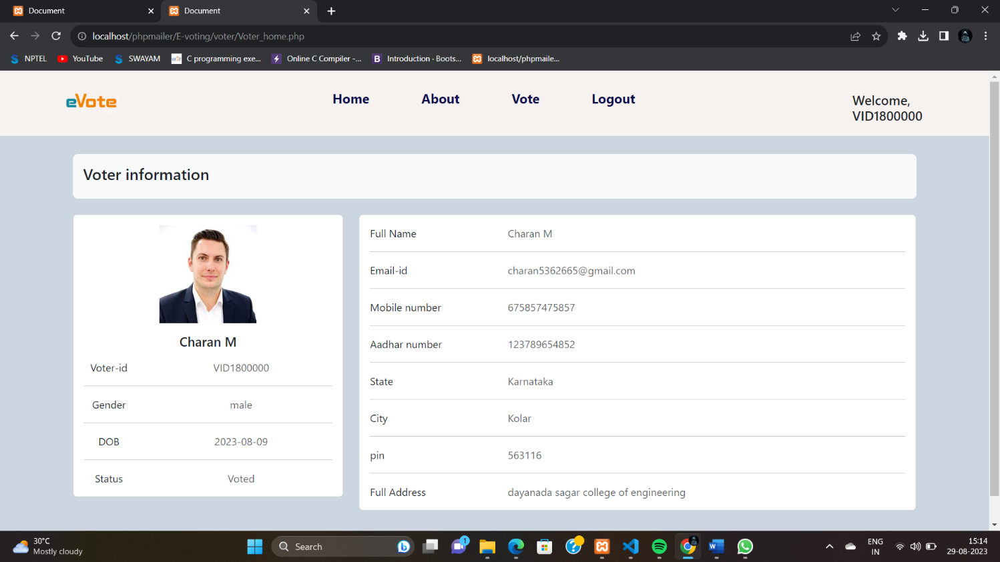 Document
Document
localhost/phpmailer/E-voting/voter/Voter_home.php
NPTEL
YouTube
SWAYAM
w3r
C programming exe...
Online C Compiler -...
B
Introduction · Boots...
localhost/phpmaile...
eVote
Home
About
Vote
Logout
Welcome,
VID1800000
Voter information
Charan M
Voter-id VID1800000
Gender male
DOB 2023-08-09
Status Voted
Full Name Charan M
Email-id charan5362665@gmail.com
Mobile number 675857475857
Aadhar number 123789654852
State Karnataka
City Kolar
pin 563116
Full Address dayanada sagar college of engineering
30°C
Mostly cloudy
Search
1
ENG
IN
15:14
29-08-2023